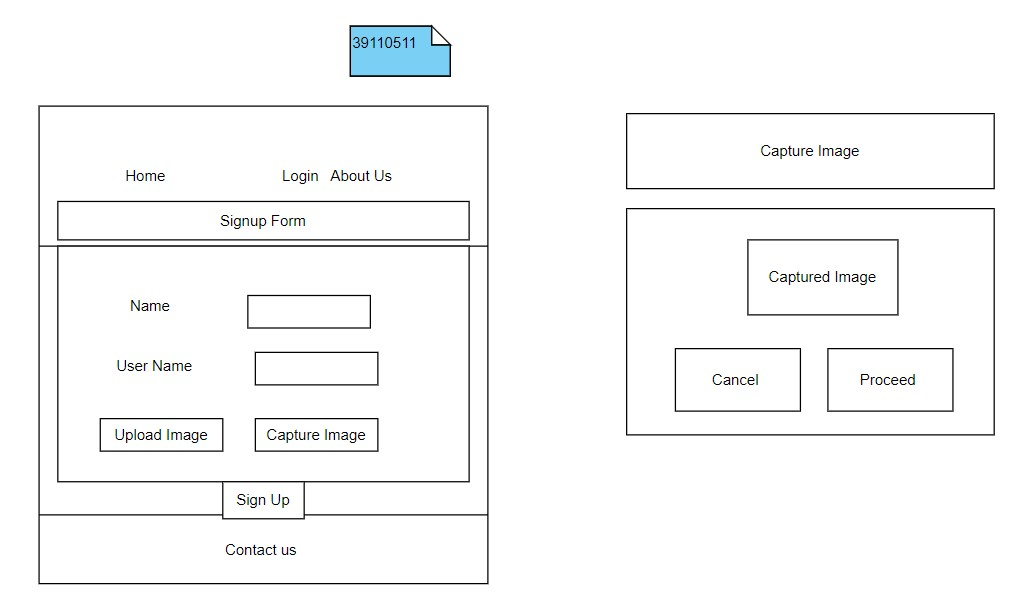 39110511
Home Login About Us
Signup Form
Name
User Name
Upload Image Capture Image
Sign Up
Contact us
Capture Image
Captured Image
Cancel Proceed